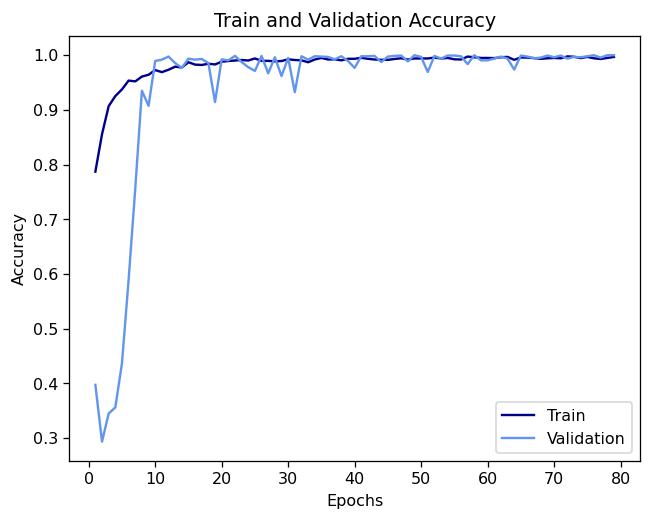 Train and Validation Accuracy
1.0
0.9
0.8
0.7
0.6
0.5
0.4
0.3
Accuracy
Train
Validation
0 10 20 30 40 50 60 70 80
Epochs